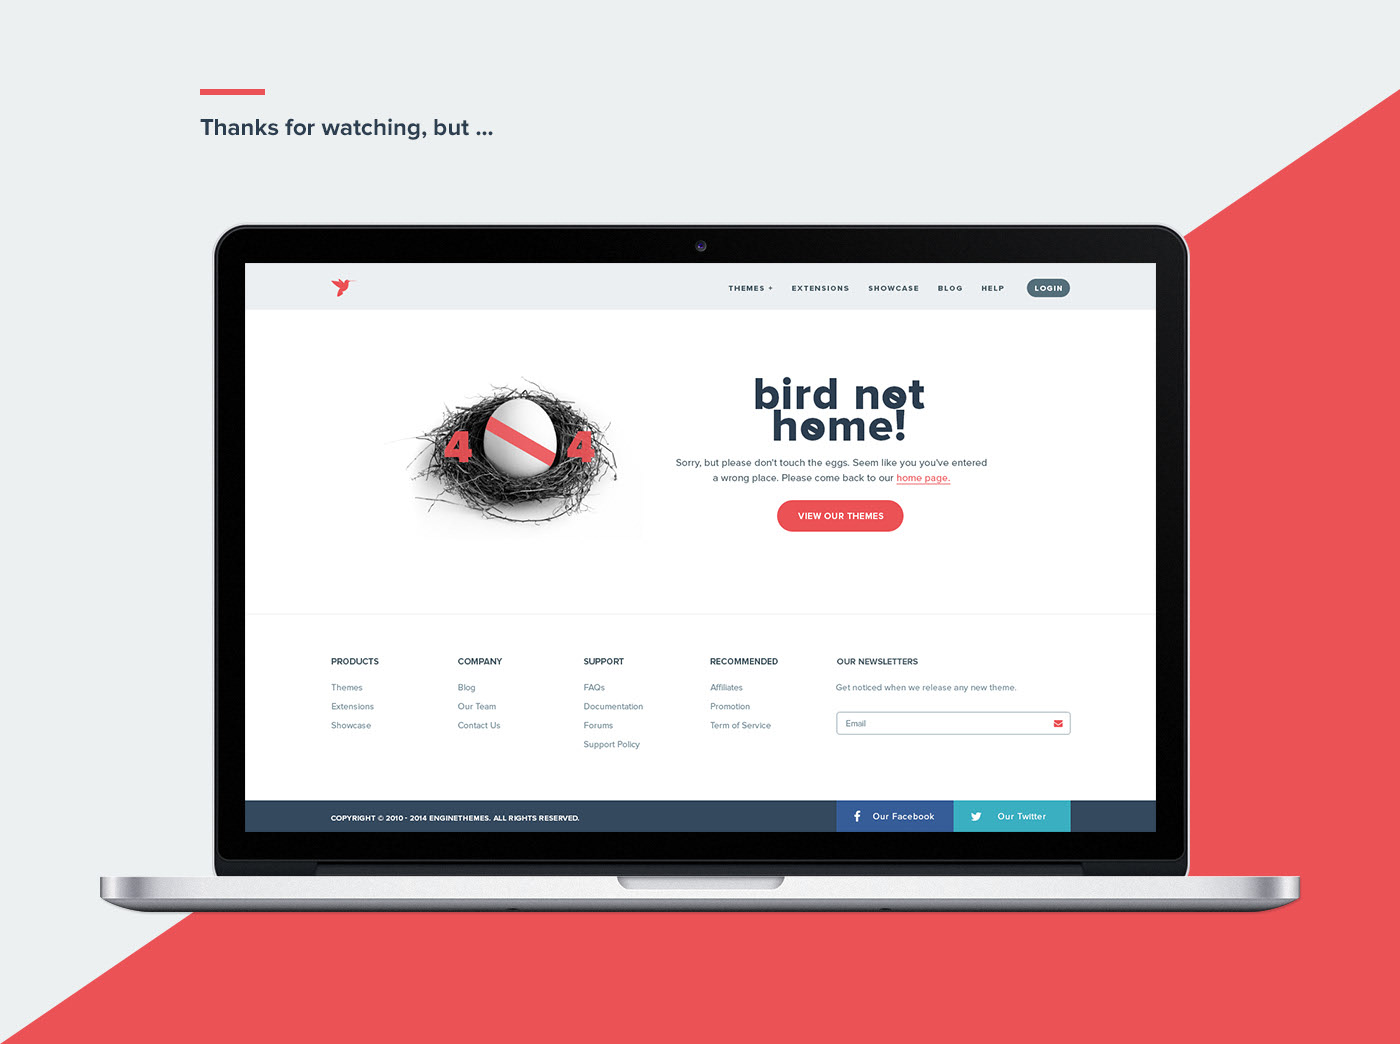 Thanks for watching, but ...
THEMES + EXTENSIONS SHOWCASE BLOG HELP LOGIN
4 4
bird not
home!
Sorry, but please don't touch the eggs. Seem like you you've entered
a wrong place. Please come back to our home page.
VIEW OUR THEMES
PRODUCTS
Themes
Extensions
Showcase
COMPANY
Blog
Our Team
Contact Us
SUPPORT
FAQs
Documentation
Forums
Support Policy
RECOMMENDED
Affiliates
Promotion
Term of Service
OUR NEWSLETTERS
Get noticed when we release any new theme.
Email
COPYRIGHT © 2010 - 2014 ENGINETHEMES. ALL RIGHTS RESERVED.
Our Facebook
Our Twitter